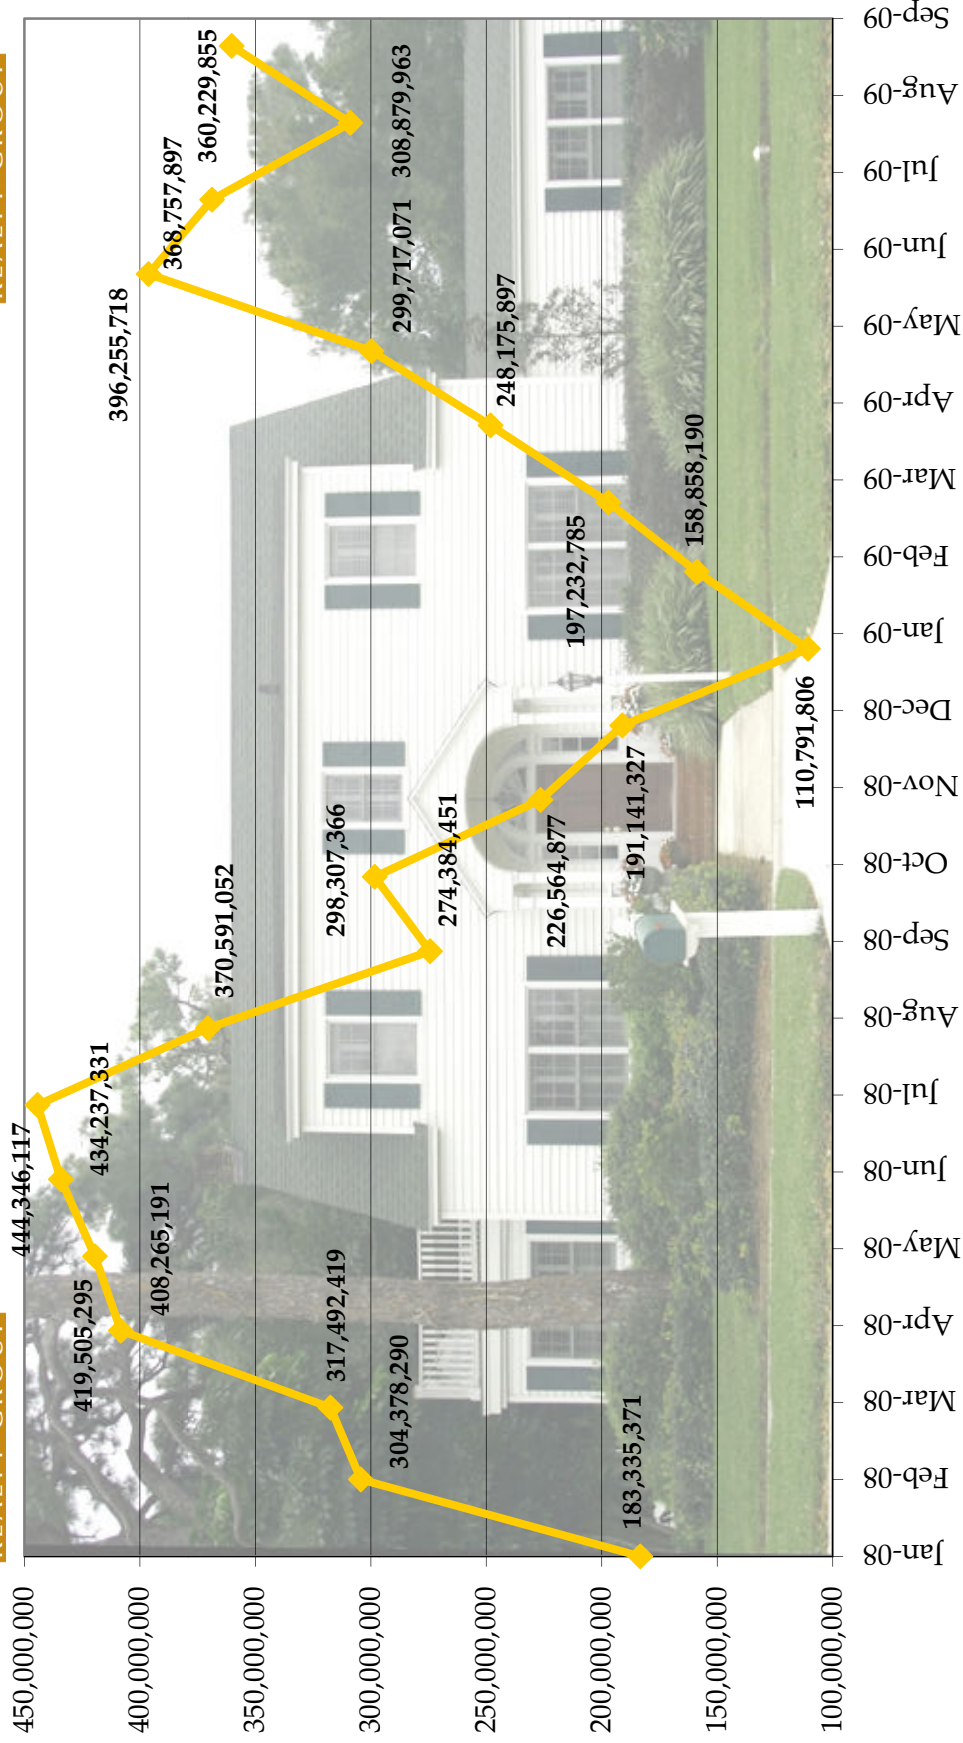 REALTY GROUP
REALTY GROUP
450,000,000
400,000,000
350,000,000
300,000,000
250,000,000
200,000,000
150,000,000
100,000,000
183,335,371
304,378,290
317,492,419
408,265,191
419,505,295
434,237,331
444,346,117
370,591,052
274,384,451
298,307,366
226,564,877
191,141,327
110,791,806
158,858,190
197,232,785
248,175,897
299,717,071
396,255,718
368,757,897
308,879,963
360,229,855
Jan-08
Feb-08
Mar-08
Apr-08
May-08
Jun-08
Jul-08
Aug-08
Sep-08
Oct-08
Nov-08
Dec-08
Jan-09
Feb-09
Mar-09
Apr-09
May-09
Jun-09
Jul-09
Aug-09
Sep-09